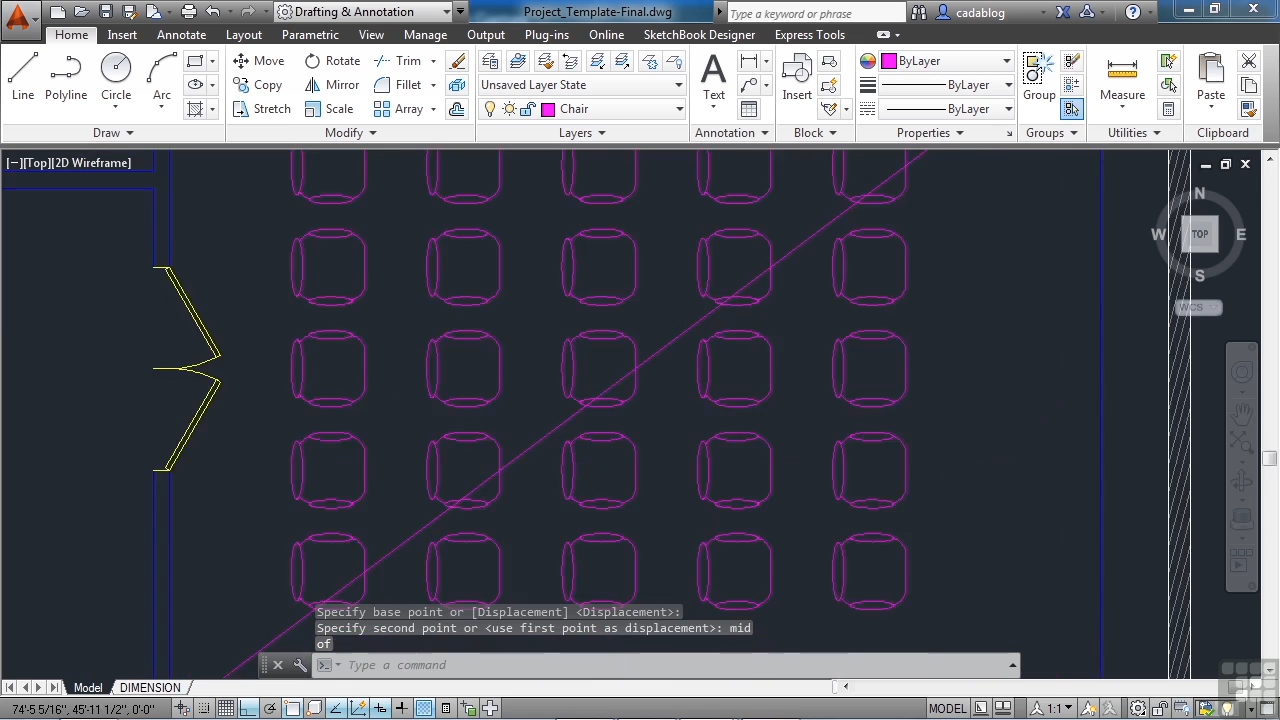 Drafting & Annotation
Project_Template-Final.dwg
Type a keyword or phrase
cadablog
Home
Insert
Annotate
Layout
Parametric
View
Manage
Output
Plug-ins
Online
SketchBook Designer
Express Tools
Line
Polyline
Circle
Arc
Move
Rotate
Trim
Copy
Mirror
Fillet
Stretch
Scale
Array
Unsaved Layer State
Chair
Text
Insert
ByLayer
ByLayer
ByLayer
Group
Measure
Paste
Draw
Modify
Layers
Annotation
Block
Properties
Groups
Utilities
Clipboard
[−][Top][2D Wireframe]
N
W
TOP
E
S
WCS
Specify base point or [Displacement] <Displacement>:
Specify second point or <use first point as displacement>: mid
of
Type a command
Model
DIMENSION
74'-5 5/16", 45'-11 1/2", 0'-0"
MODEL
1:1